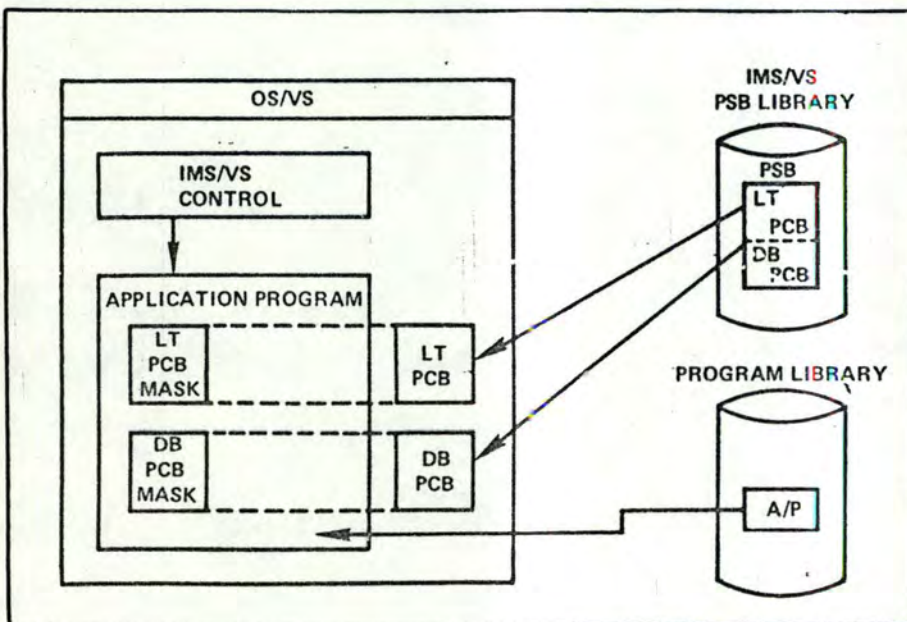 OS/VS
IMS/VS
CONTROL
APPLICATION PROGRAM
LT
PCB
MASK
LT
PCB
DB
PCB
MASK
DB
PCB
IMS/VS
PSB LIBRARY
PSB
LT
PCB
DB
PCB
PROGRAM LIBRARY
A/P